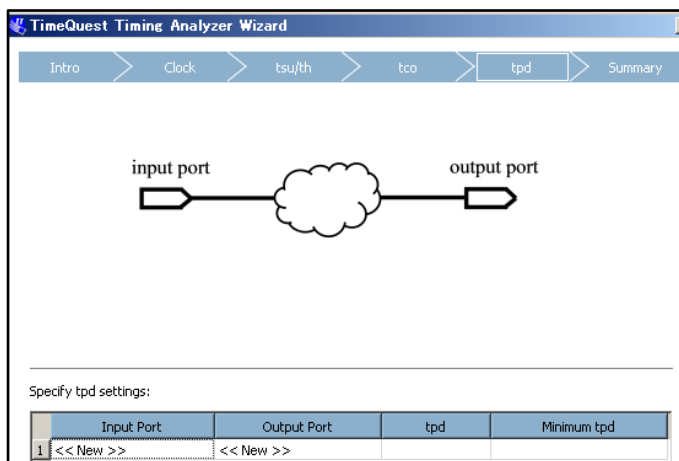 TimeQuest Timing Analyzer Wizard
Intro Clock tsu/th tco tpd Summary
input port output port
Specify tpd settings:
Input Port Output Port tpd Minimum tpd
1 << New >> << New >>